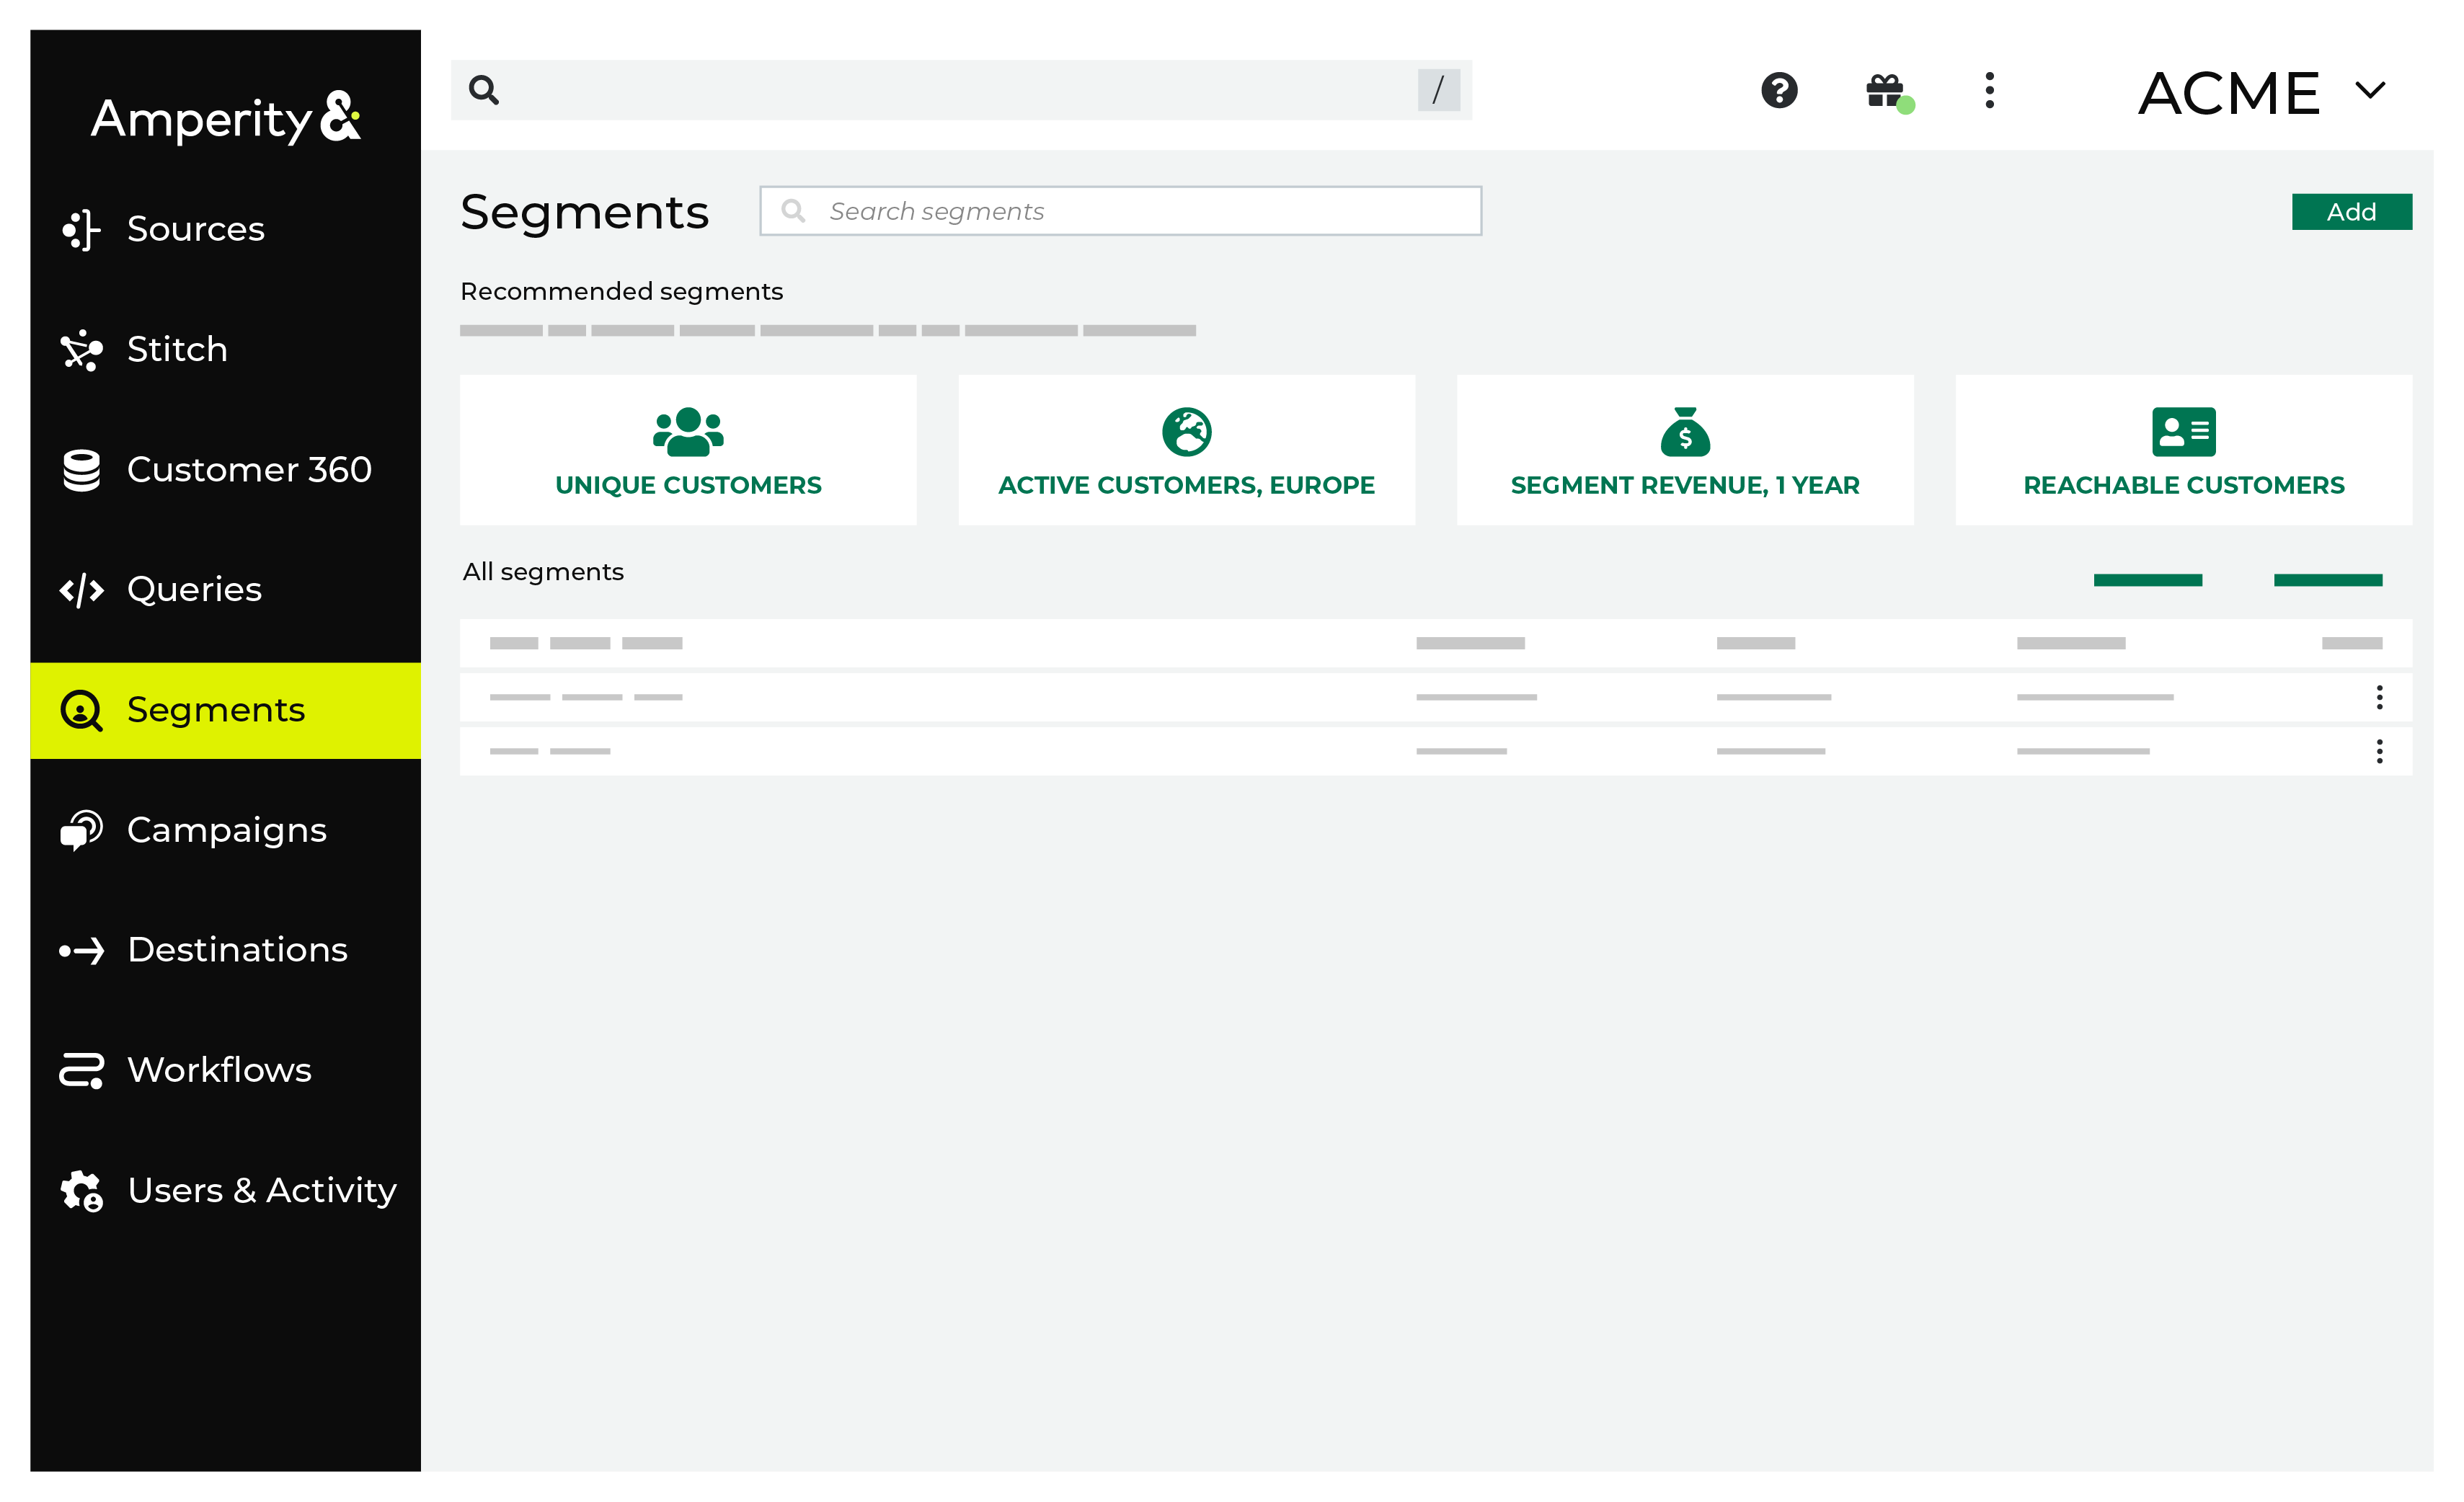 Amperity&
/
ACME
Sources
Stitch
Customer 360
Queries
Segments
Campaigns
Destinations
Workflows
Users & Activity
Segments
Search segments
Add
Recommended segments
UNIQUE CUSTOMERS
ACTIVE CUSTOMERS, EUROPE
SEGMENT REVENUE, 1 YEAR
REACHABLE CUSTOMERS
All segments